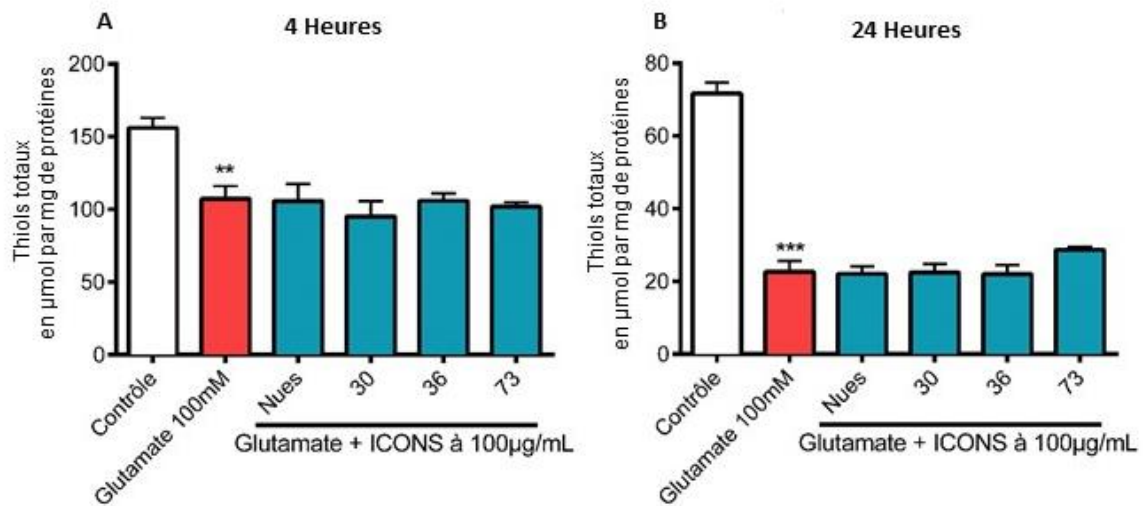 A
4 Heures
Thiols totaux
en µmol par mg de protéines
200
150
100
50
0
**
Contrôle
Glutamate 100mM
Nues
30
36
73
Glutamate + ICONS à 100µg/mL
B
24 Heures
Thiols totaux
en µmol par mg de protéines
80
60
40
20
0
***
Contrôle
Glutamate 100mM
Nues
30
36
73
Glutamate + ICONS à 100µg/mL